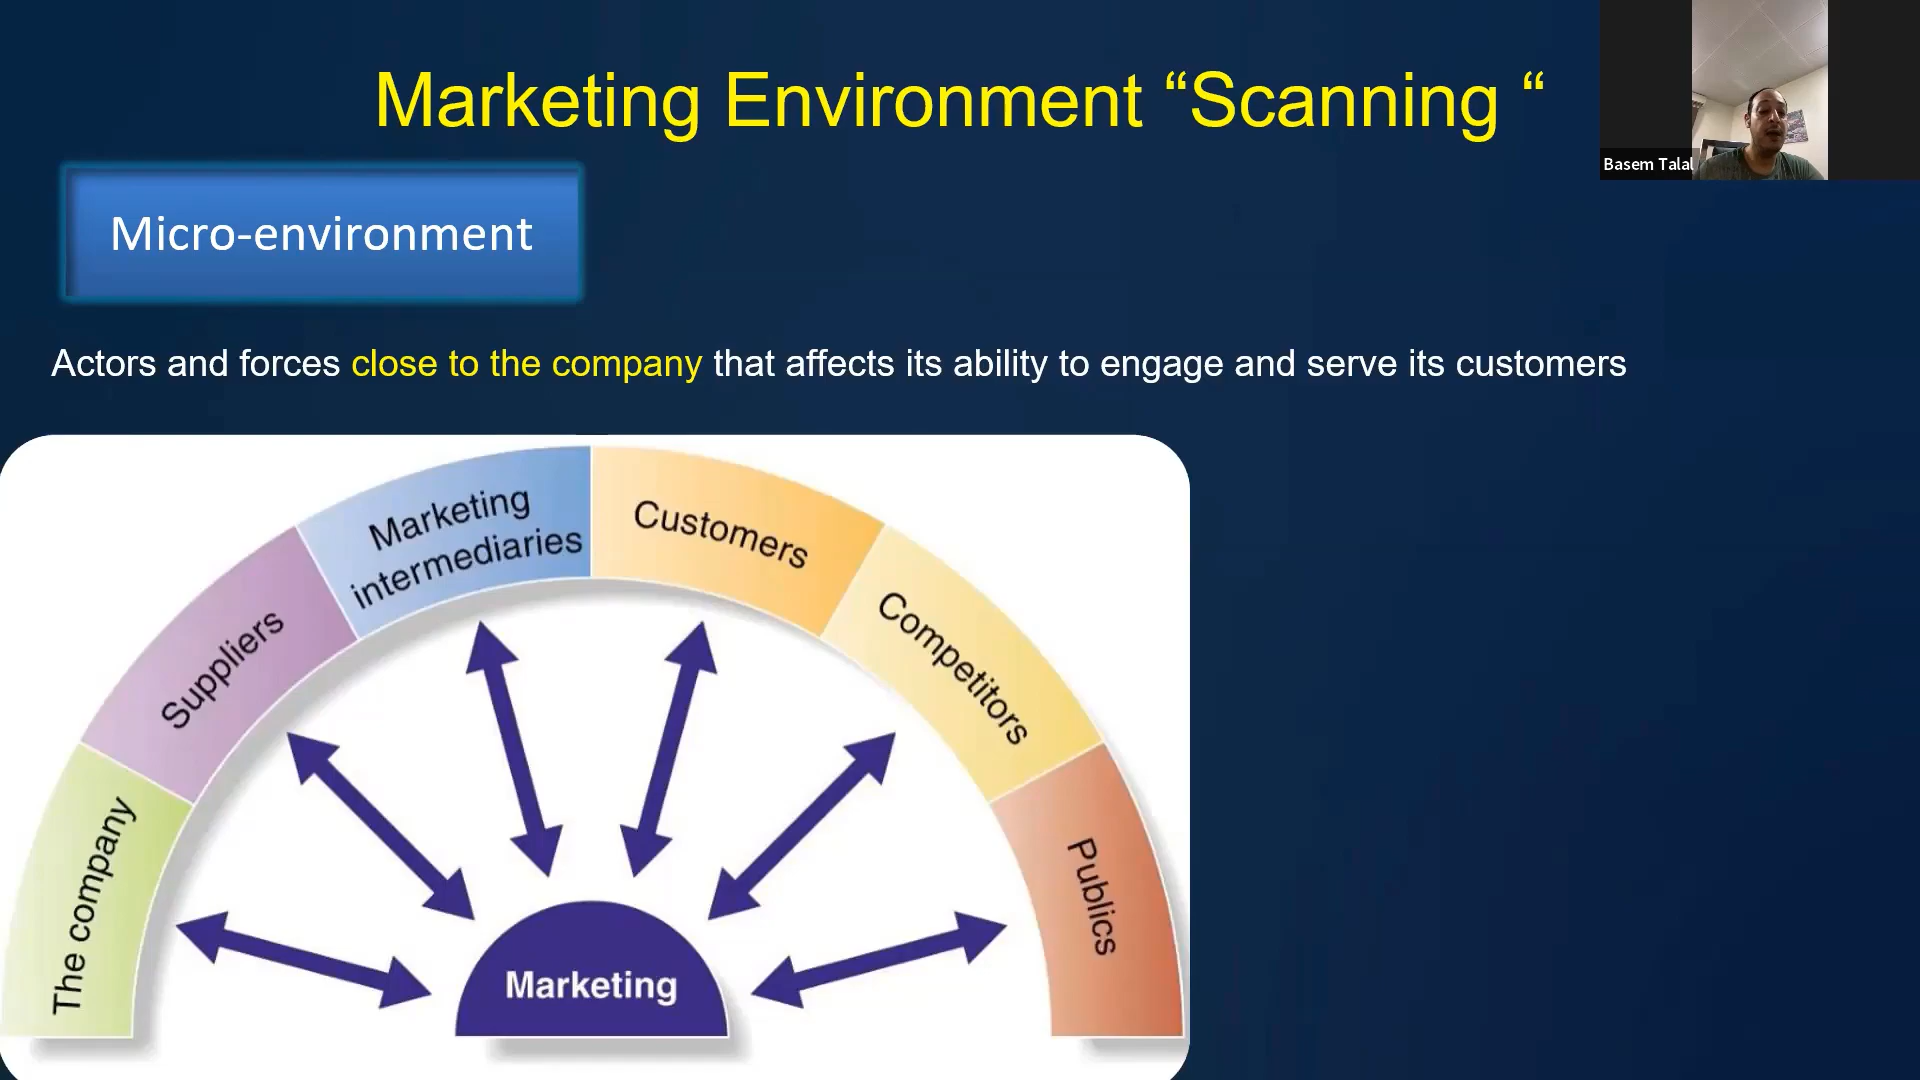 Marketing Environment “Scanning “
Basem Talal
Micro-environment
Actors and forces close to the company that affects its ability to engage and serve its customers
The company
Suppliers
Marketing
intermediaries
Customers
Competitors
Publics
Marketing